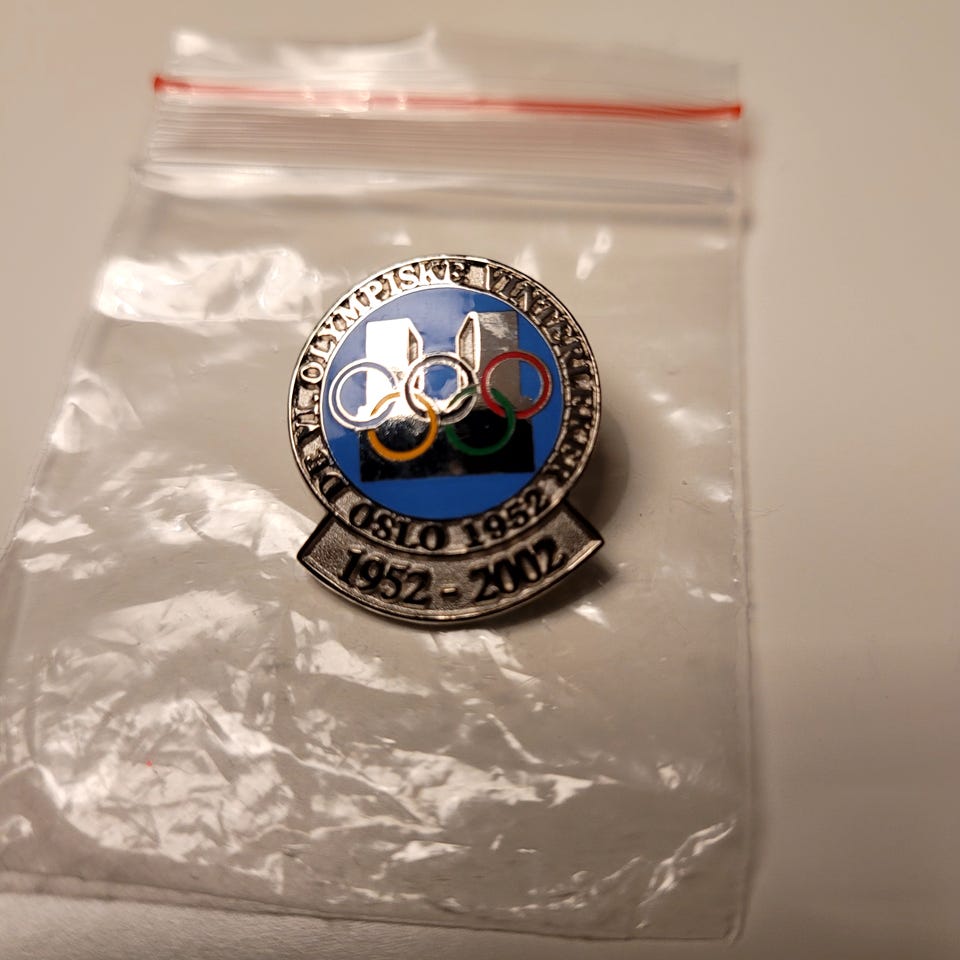 DE VI. OLYMPISKE VINTERLEKER
OSLO 1952
1952 - 2002